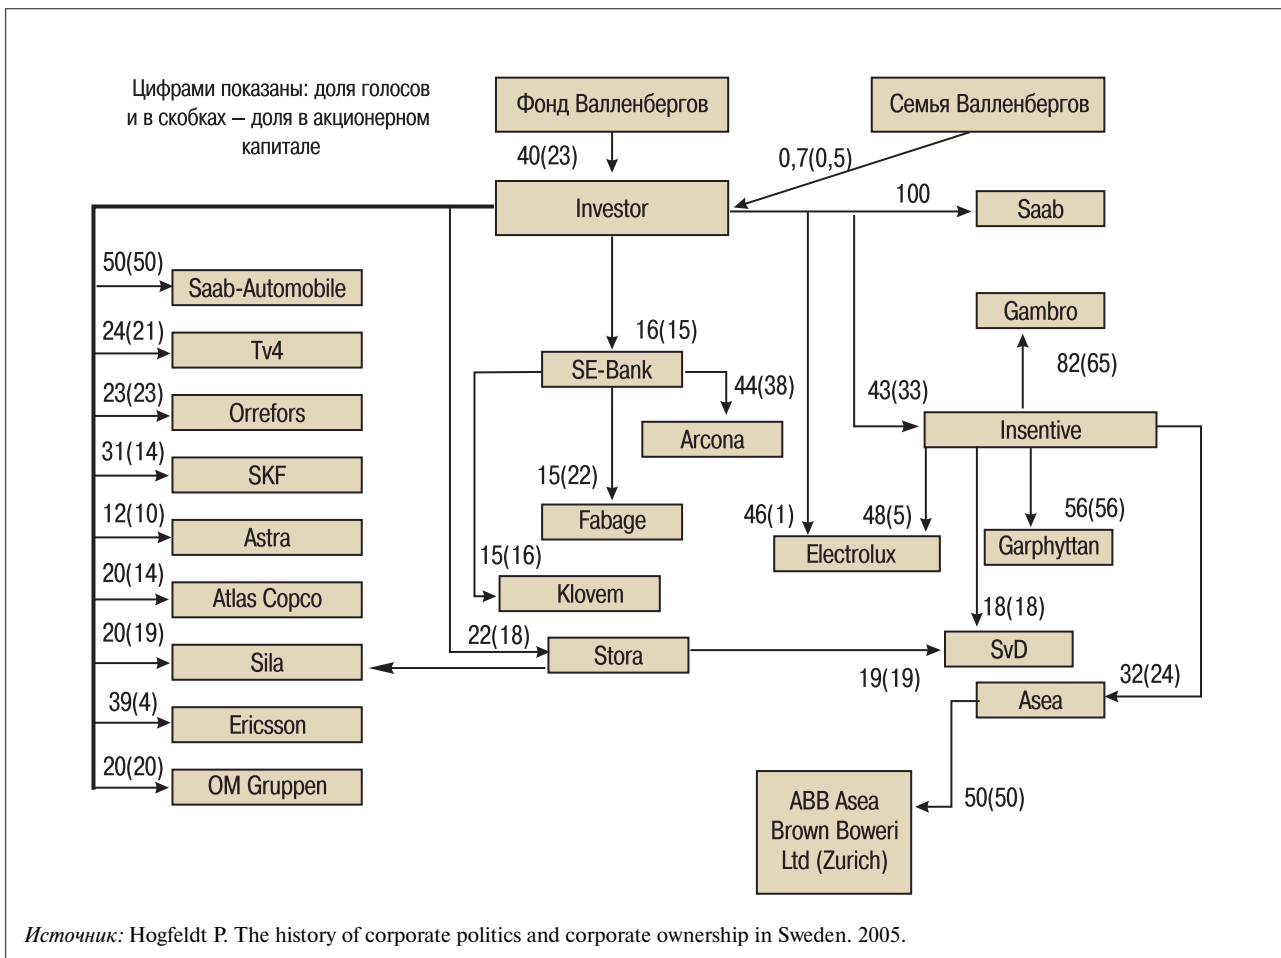 Цифрами показаны: доля голосов
и в скобках – доля в акционерном
капитале
Фонд Валленбергов
Семья Валленбергов
40(23)
0,7(0,5)
Investor
100
Saab
50(50)
Saab-Automobile
24(21)
Tv4
23(23)
Orrefors
31(14)
SKF
12(10)
Astra
20(14)
Atlas Copco
20(19)
Sila
39(4)
Ericsson
20(20)
OM Gruppen
16(15)
SE-Bank
44(38)
Arcona
15(22)
Fabage
15(16)
Klovem
22(18)
Stora
19(19)
Gambro
82(65)
43(33)
Insentive
46(1)
48(5)
Electrolux
56(56)
Garphyttan
18(18)
SvD
32(24)
Asea
50(50)
ABB Asea
Brown Boweri
Ltd (Zurich)
Источник: Hogfeldt P. The history of corporate politics and corporate ownership in Sweden. 2005.